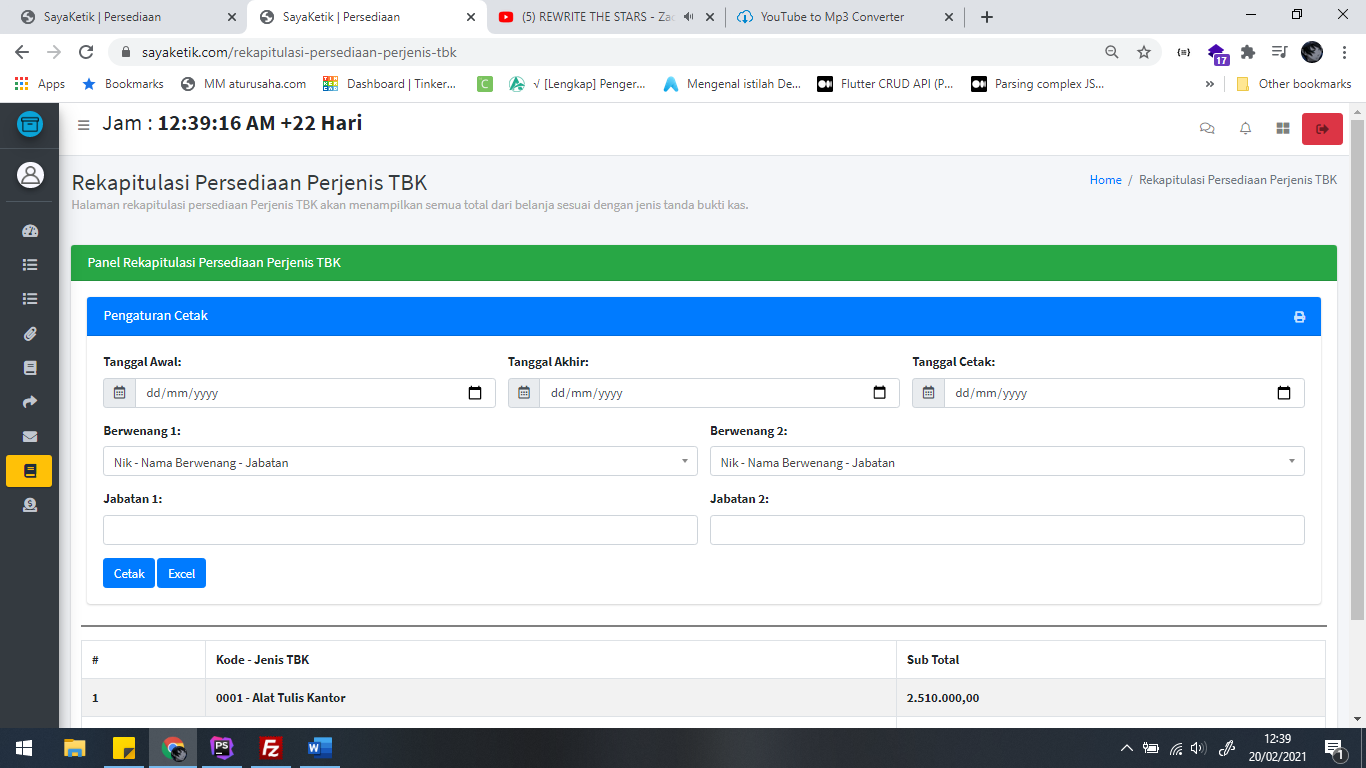 SayaKetik | Persediaan
SayaKetik | Persediaan
(5) REWRITE THE STARS - Zac
YouTube to Mp3 Converter
sayaketik.com/rekapitulasi-persediaan-perjenis-tbk
17
Apps
Bookmarks
MM aturusaha.com
Dashboard | Tinker...
C
√ [Lengkap] Penger...
Mengenal istilah De...
Flutter CRUD API (P...
Parsing complex JS...
»
Other bookmarks
Jam : 12:39:16 AM +22 Hari
Rekapitulasi Persediaan Perjenis TBK
Home / Rekapitulasi Persediaan Perjenis TBK
Halaman rekapitulasi persediaan Perjenis TBK akan menampilkan semua total dari belanja sesuai dengan jenis tanda bukti kas.
Panel Rekapitulasi Persediaan Perjenis TBK
Pengaturan Cetak
Tanggal Awal:
Tanggal Akhir:
Tanggal Cetak:
dd/mm/yyyy
dd/mm/yyyy
dd/mm/yyyy
Berwenang 1:
Berwenang 2:
Nik - Nama Berwenang - Jabatan
Nik - Nama Berwenang - Jabatan
Jabatan 1:
Jabatan 2:
Cetak
Excel
# Kode - Jenis TBK Sub Total
1 0001 - Alat Tulis Kantor 2.510.000,00
PS
FZ
W
12:39
20/02/2021
1